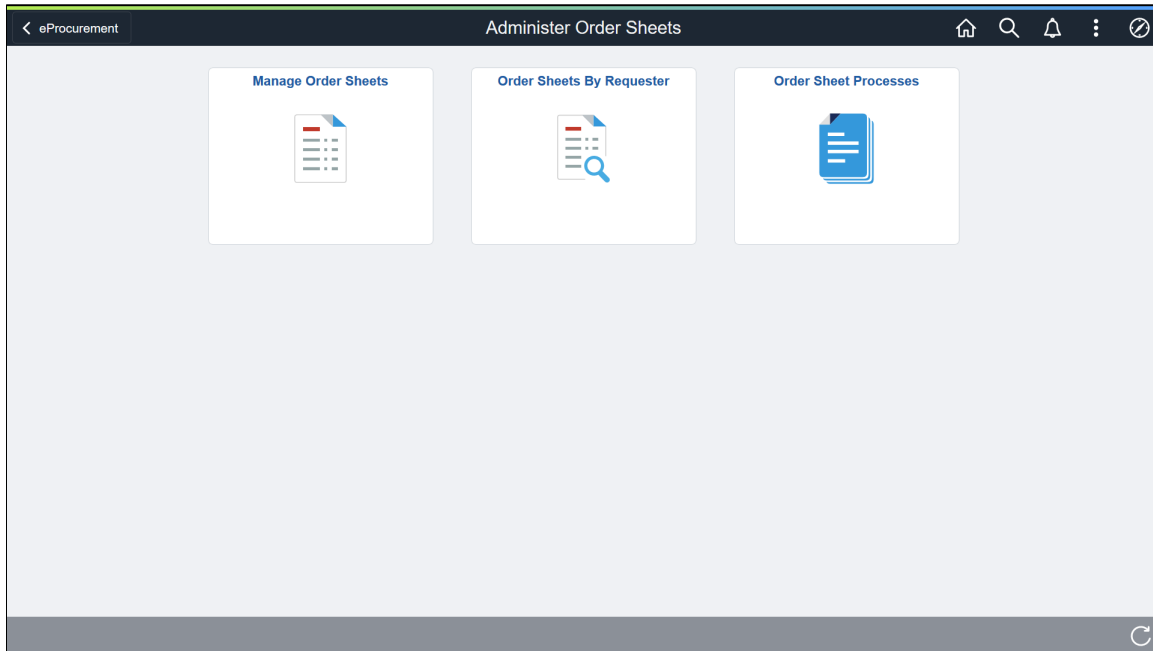 eProcurement
Administer Order Sheets
Manage Order Sheets
Order Sheets By Requester
Order Sheet Processes